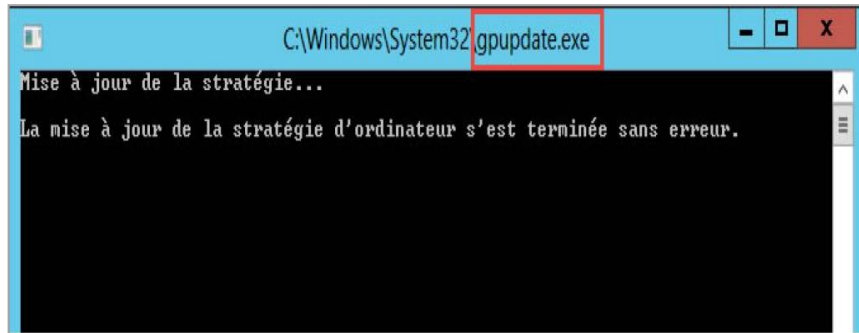 C:\Windows\System32\gpupdate.exe
Mise à jour de la stratégie...
La mise à jour de la stratégie d'ordinateur s'est terminée sans erreur.